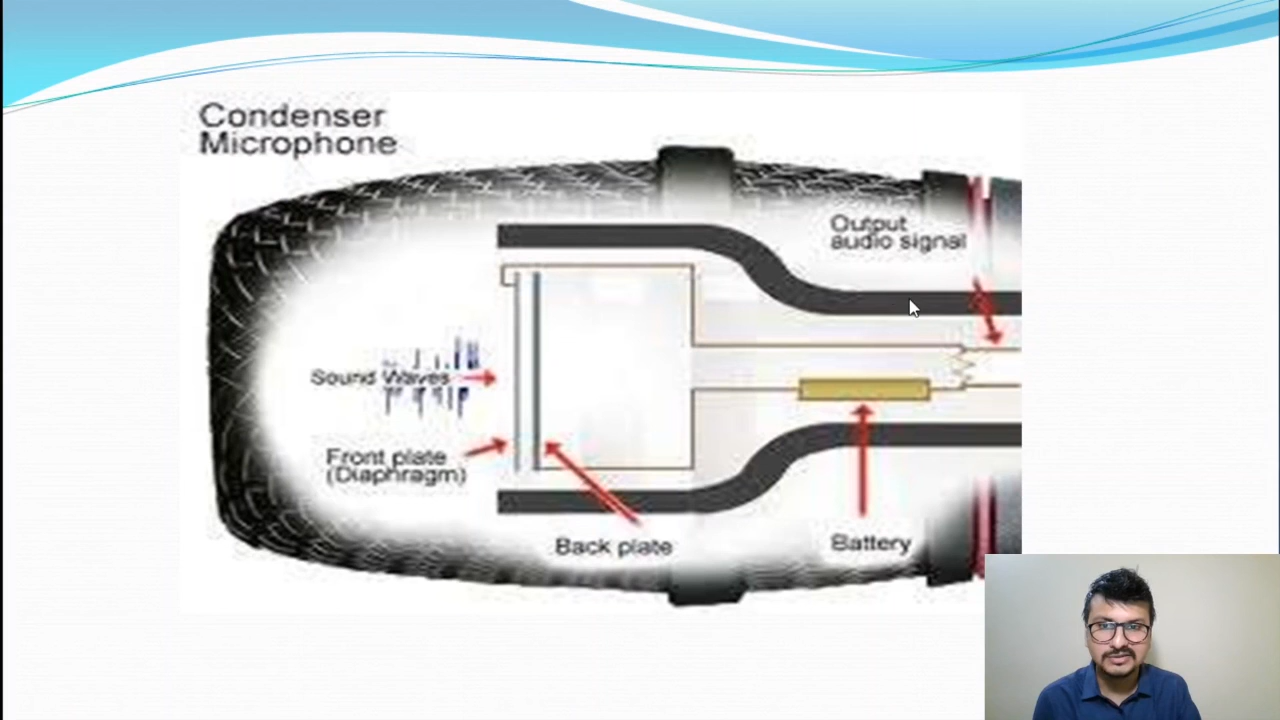 Condenser
Microphone
Output
audio signal
Sound Waves
Front plate
(Diaphragm)
Back plate
Battery